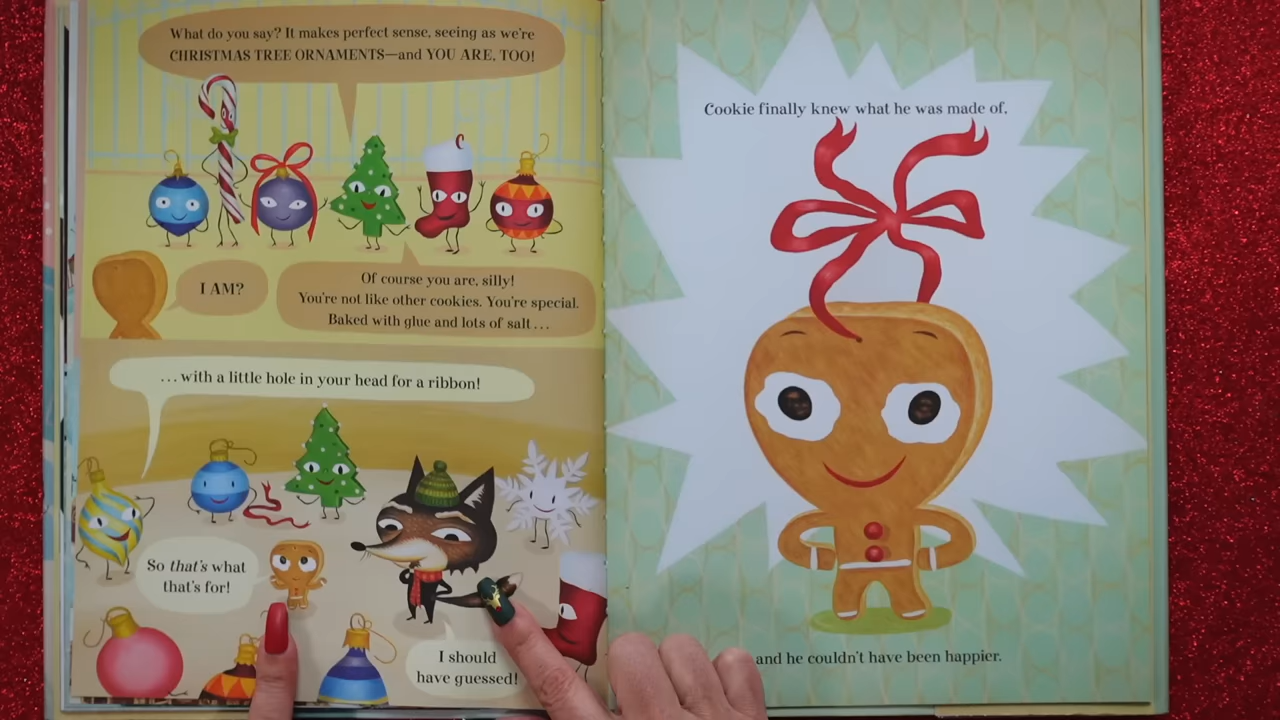 What do you say? It makes perfect sense, seeing as we're
CHRISTMAS TREE ORNAMENTS—and YOU ARE, TOO!
I AM?
Of course you are, silly!
You're not like other cookies. You're special.
Baked with glue and lots of salt . . .
. . . with a little hole in your head for a ribbon!
So that's what
that's for!
I should
have guessed!
Cookie finally knew what he was made of,
and he couldn't have been happier.